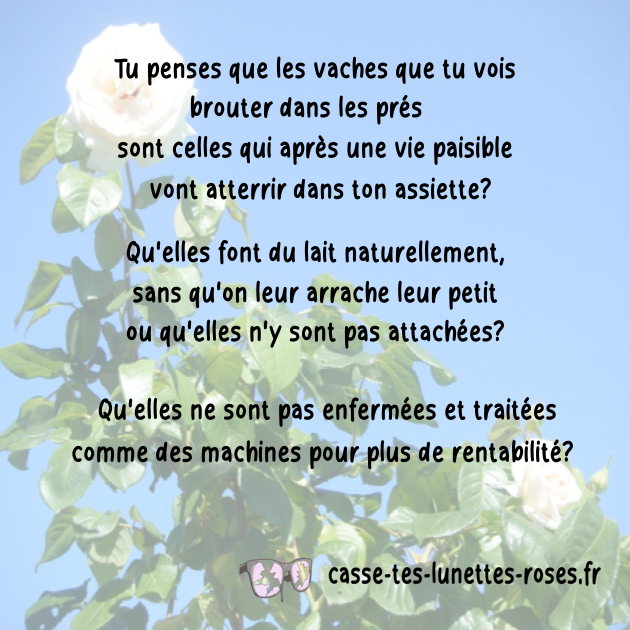 Tu penses que les vaches que tu vois
brouter dans les prés
sont celles qui après une vie paisible
vont atterrir dans ton assiette?
Qu'elles font du lait naturellement,
sans qu'on leur arrache leur petit
ou qu'elles n'y sont pas attachées?
Qu'elles ne sont pas enfermées et traitées
comme des machines pour plus de rentabilité?
casse-tes-lunettes-roses.fr